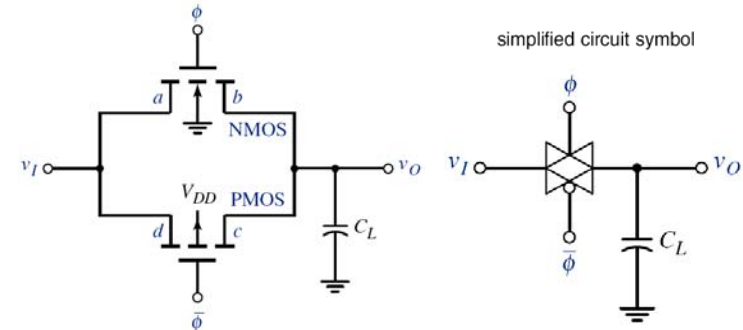 ϕ
simplified circuit symbol
a b
NMOS
v_I
v_O
V_DD PMOS
d c
C_L
ϕ̅
ϕ
v_I
v_O
C_L
ϕ̅